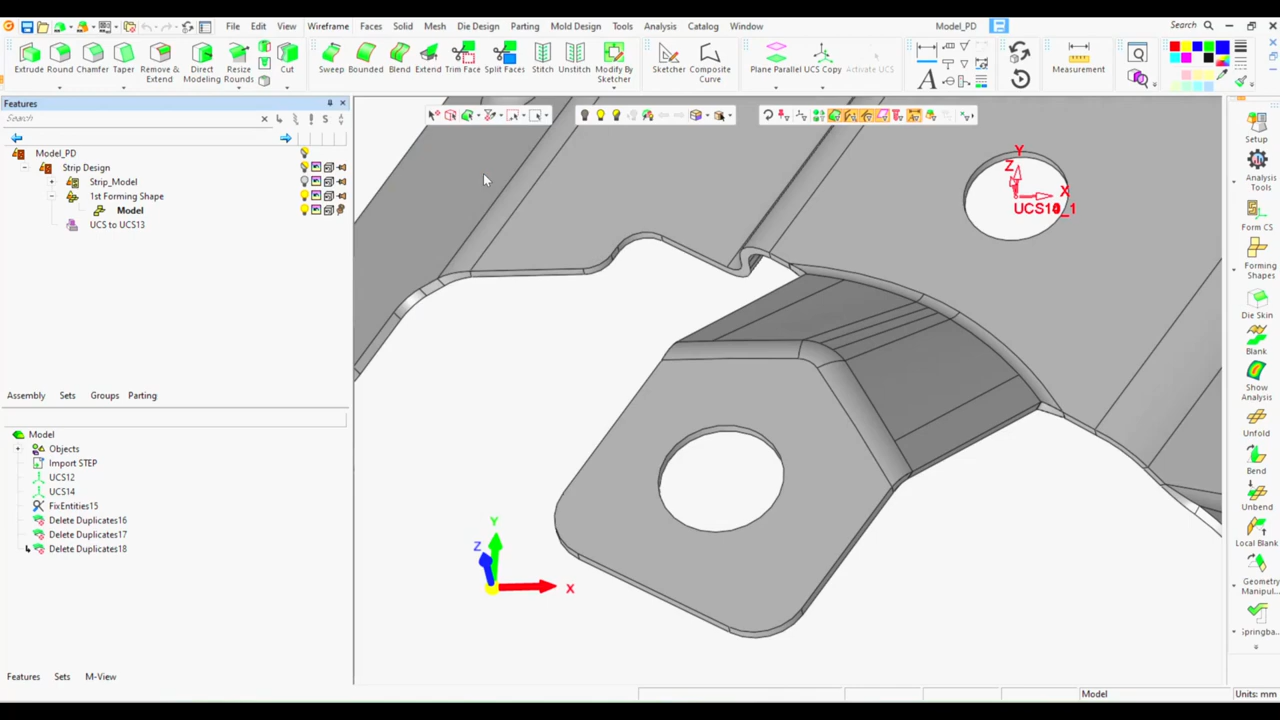 File Edit View Wireframe Faces Solid Mesh Die Design Parting Mold Design Tools Analysis Catalog Window Model_PD Search
Extrude Round Chamfer Taper Remove & Extend Direct Modeling Resize Rounds Cut Sweep Bounded Blend Extend Trim Face Split Faces Stitch Unstitch Modify By Sketcher Sketcher Composite Curve Plane Parallel UCS Copy Activate UCS Measurement
Features
Search
Model_PD
Strip Design
Strip_Model
1st Forming Shape
Model
UCS to UCS13
Assembly Sets Groups Parting
Model
Objects
Import STEP
UCS12
UCS14
FixEntities15
Delete Duplicates16
Delete Duplicates17
Delete Duplicates18
Features Sets M-View
Y
Z
X
Y
Z
X
Setup
Analysis Tools
Form CS
Forming Shapes
Die Skin
Blank
Show Analysis
Unfold
Bend
Unbend
Local Blank
Geometry Manipul...
Springba...
Model
Units: mm